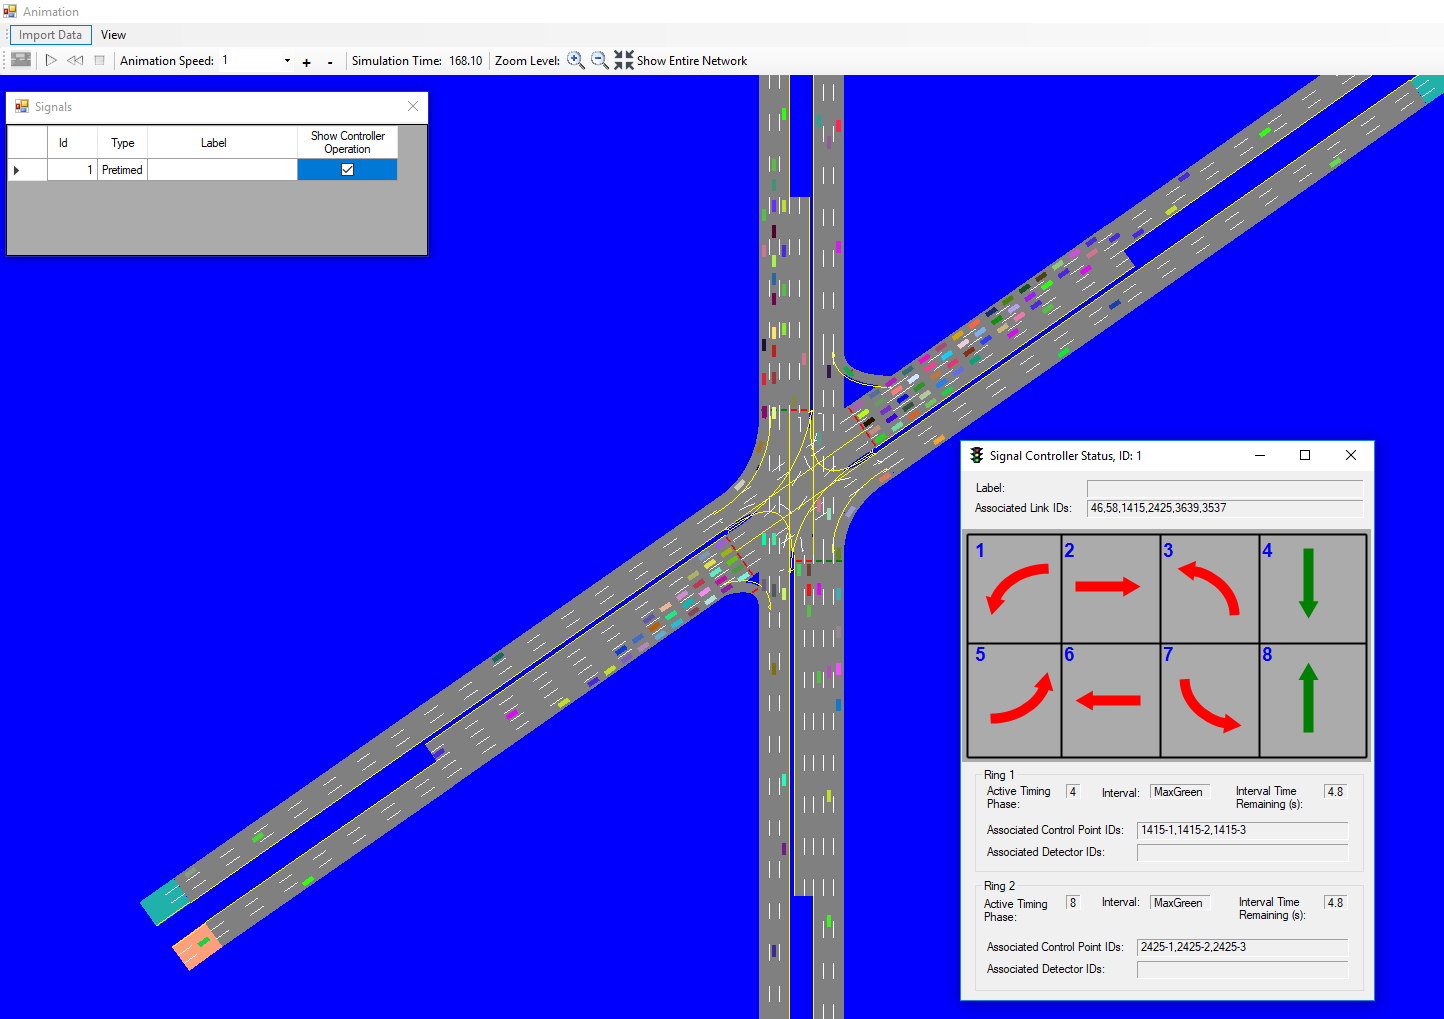 Animation
Import Data View
Animation Speed: 1 + - Simulation Time: 168.10 Zoom Level: Show Entire Network
Signals
Id Type Label Show Controller Operation
1 Pretimed
Signal Controller Status, ID: 1
Label:
Associated Link IDs: 46,58,1415,2425,3639,3537
1 2 3 4
5 6 7 8
Ring 1
Active Timing Phase: 4 Interval: MaxGreen Interval Time Remaining (s): 4.8
Associated Control Point IDs: 1415-1,1415-2,1415-3
Associated Detector IDs:
Ring 2
Active Timing Phase: 8 Interval: MaxGreen Interval Time Remaining (s): 4.8
Associated Control Point IDs: 2425-1,2425-2,2425-3
Associated Detector IDs: